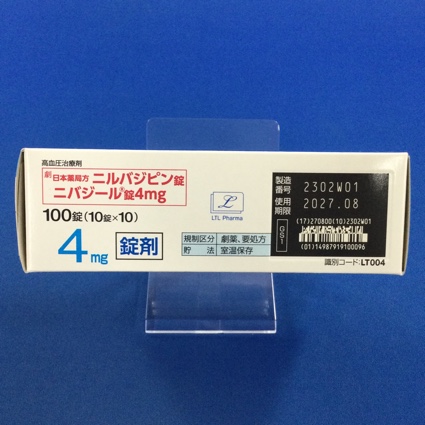 高血圧治療剤
劇 日本薬局方 ニルバジピン錠
ニバジール®錠4mg
100錠(10錠×10)
4mg 錠剤
L
LTL Pharma
規制区分 劇薬、要処方
貯法 室温保存
製造番号 2302W01
使用期限 2027.08
GS1
(17)270800(10)2302W01
(01)14987919100096
識別コード:LT004